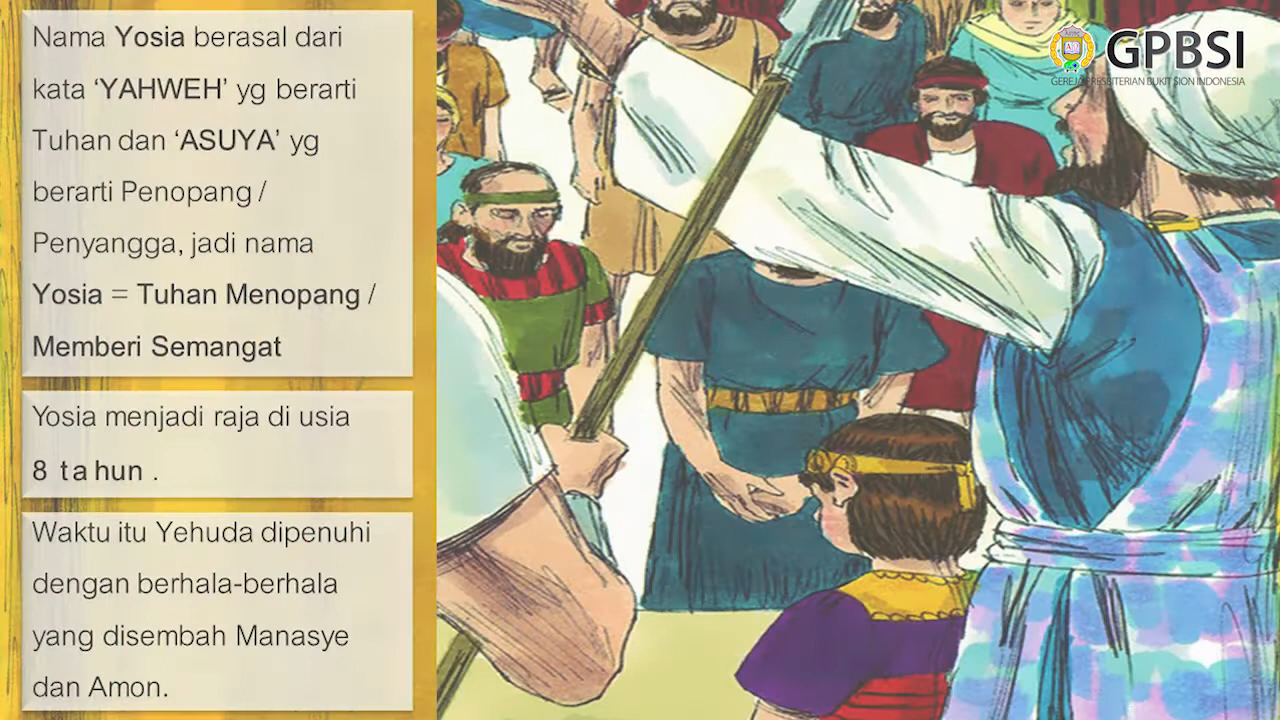 Nama Yosia berasal dari
kata ‘YAHWEH’ yg berarti
Tuhan dan ‘ASUYA’ yg
berarti Penopang /
Penyangga, jadi nama
Yosia = Tuhan Menopang /
Memberi Semangat
Yosia menjadi raja di usia
8 tahun .
Waktu itu Yehuda dipenuhi
dengan berhala-berhala
yang disembah Manasye
dan Amon.
GPBSI
GEREJA PRESBITERIAN BUKIT SION INDONESIA